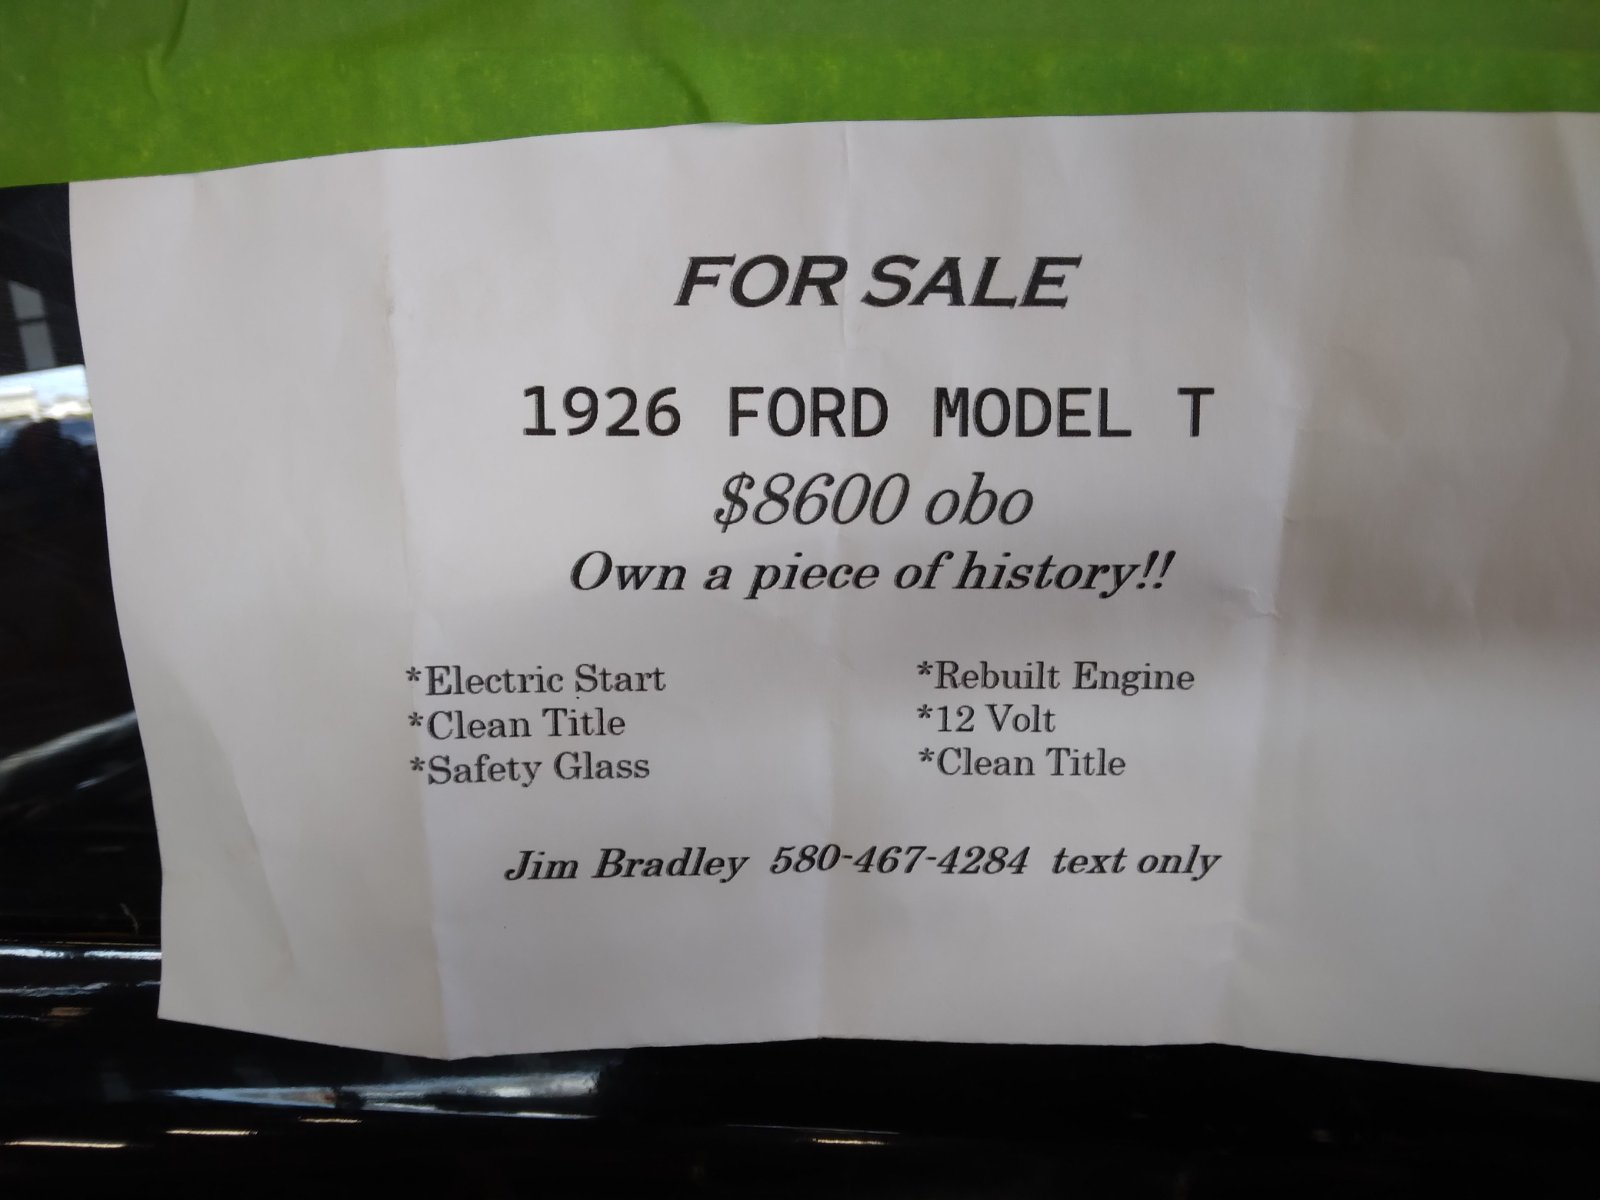 FOR SALE
1926 FORD MODEL T
$8600 obo
Own a piece of history!!
*Electric Start
*Clean Title
*Safety Glass
*Rebuilt Engine
*12 Volt
*Clean Title
Jim Bradley 580-467-4284 text only